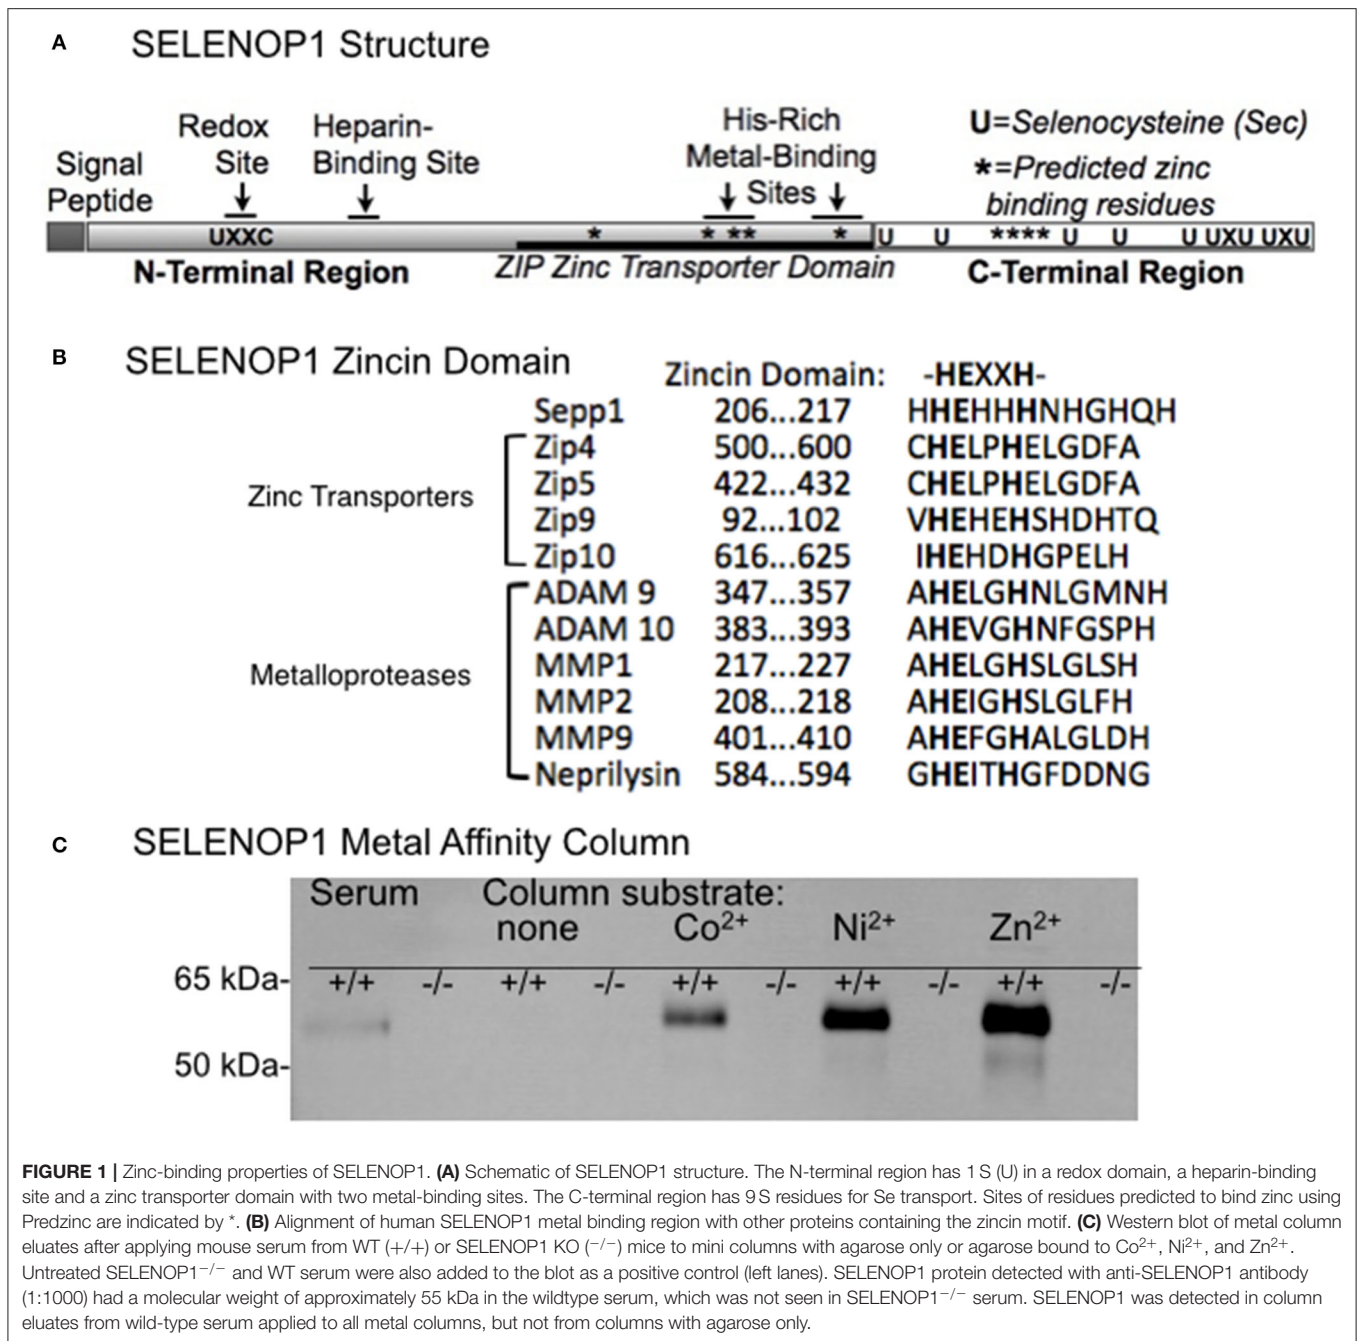 A SELENOP1 Structure
Redox Site
Heparin-Binding Site
His-Rich Metal-Binding Sites
U=Selenocysteine (Sec)
*=Predicted zinc binding residues
Signal Peptide
UXXC * * ** * U U **** U U U UXU UXU
N-Terminal Region ZIP Zinc Transporter Domain C-Terminal Region
B SELENOP1 Zincin Domain
Zincin Domain: -HEXXH-
Sepp1 206...217 HHEHHHNHGHQH
Zinc Transporters
Zip4 500...600 CHELPHELGDFA
Zip5 422...432 CHELPHELGDFA
Zip9 92...102 VHEHEHSHDHTQ
Zip10 616...625 IHEHDHGPELH
Metalloproteases
ADAM 9 347...357 AHELGHNLGMNH
ADAM 10 383...393 AHEVGHNFGSPH
MMP1 217...227 AHELGHSLGLSH
MMP2 208...218 AHEIGHSLGLFH
MMP9 401...410 AHEFGHALGLDH
Neprilysin 584...594 GHEITHGFDDNG
C SELENOP1 Metal Affinity Column
Serum Column substrate:
none Co2+ Ni2+ Zn2+
65 kDa- +/+ -/- +/+ -/- +/+ -/- +/+ -/- +/+ -/-
50 kDa-
FIGURE 1 | Zinc-binding properties of SELENOP1. (A) Schematic of SELENOP1 structure. The N-terminal region has 1 S (U) in a redox domain, a heparin-binding
site and a zinc transporter domain with two metal-binding sites. The C-terminal region has 9 S residues for Se transport. Sites of residues predicted to bind zinc using
Predzinc are indicated by *. (B) Alignment of human SELENOP1 metal binding region with other proteins containing the zincin motif. (C) Western blot of metal column
eluates after applying mouse serum from WT (+/+) or SELENOP1 KO (−/−) mice to mini columns with agarose only or agarose bound to Co2+, Ni2+, and Zn2+.
Untreated SELENOP1−/− and WT serum were also added to the blot as a positive control (left lanes). SELENOP1 protein detected with anti-SELENOP1 antibody
(1:1000) had a molecular weight of approximately 55 kDa in the wildtype serum, which was not seen in SELENOP1−/− serum. SELENOP1 was detected in column
eluates from wild-type serum applied to all metal columns, but not from columns with agarose only.